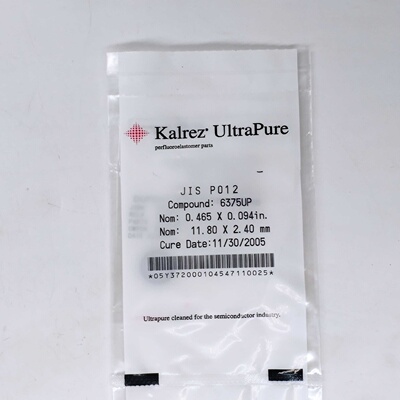 Kalrez® UltraPure
perfluoroelastomer parts
JIS P012
Compound: 6375UP
Nom: 0.465 X 0.094in.
Nom: 11.80 X 2.40 mm
Cure Date:11/30/2005
*05Y372000104547110025*
Ultrapure cleaned for the semiconductor industry.